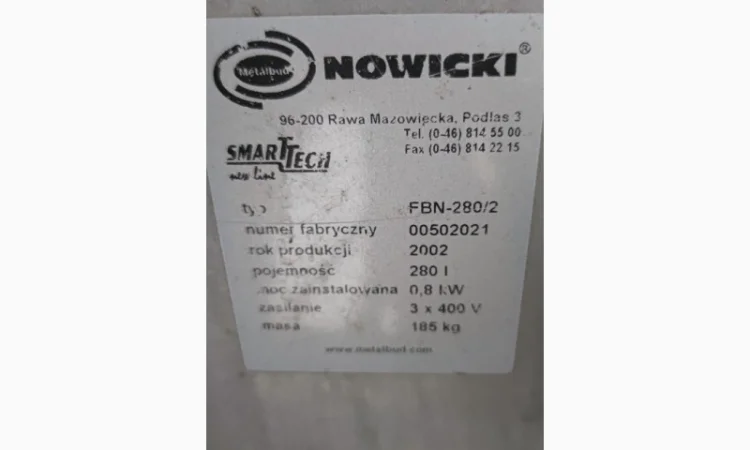 Metalbud NOWICKI®
96-200 Rawa Mazowiecka, Podlas 3
Tel. (0-46) 814 55 00
Fax (0-46) 814 22 15
SMARTTECH
new line
typ FBN-280/2
numer fabryczny 00502021
rok produkcji 2002
pojemność 280 l
moc zainstalowana 0,8 kW
zasilanie 3 x 400 V
masa 185 kg
www.metalbud.com